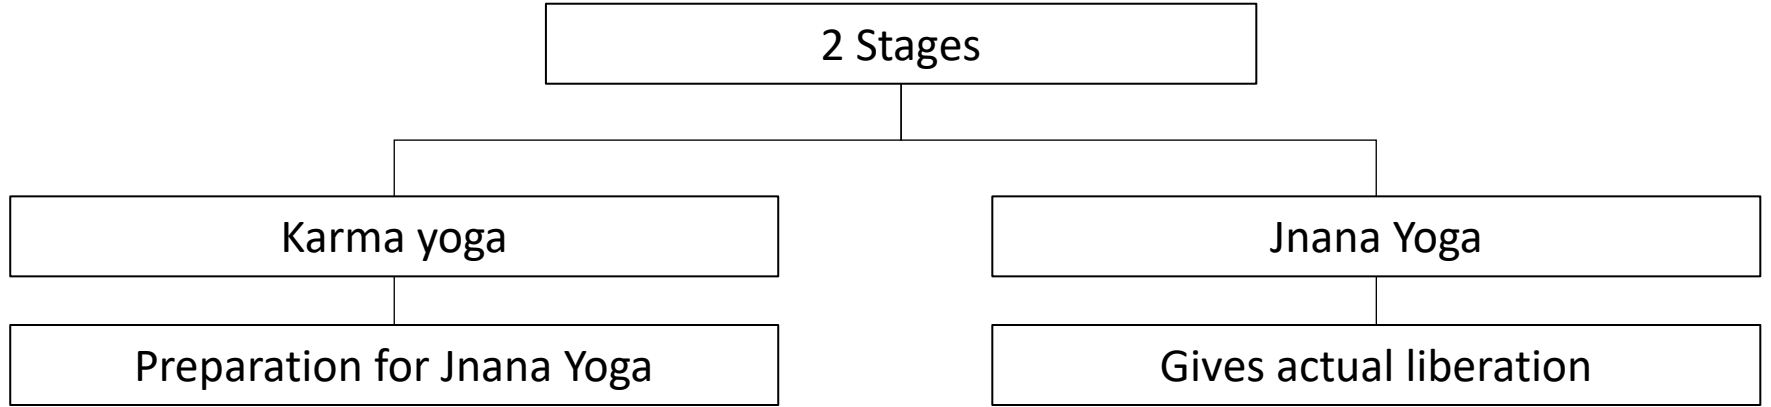 2 Stages
Karma yoga
Jnana Yoga
Preparation for Jnana Yoga
Gives actual liberation